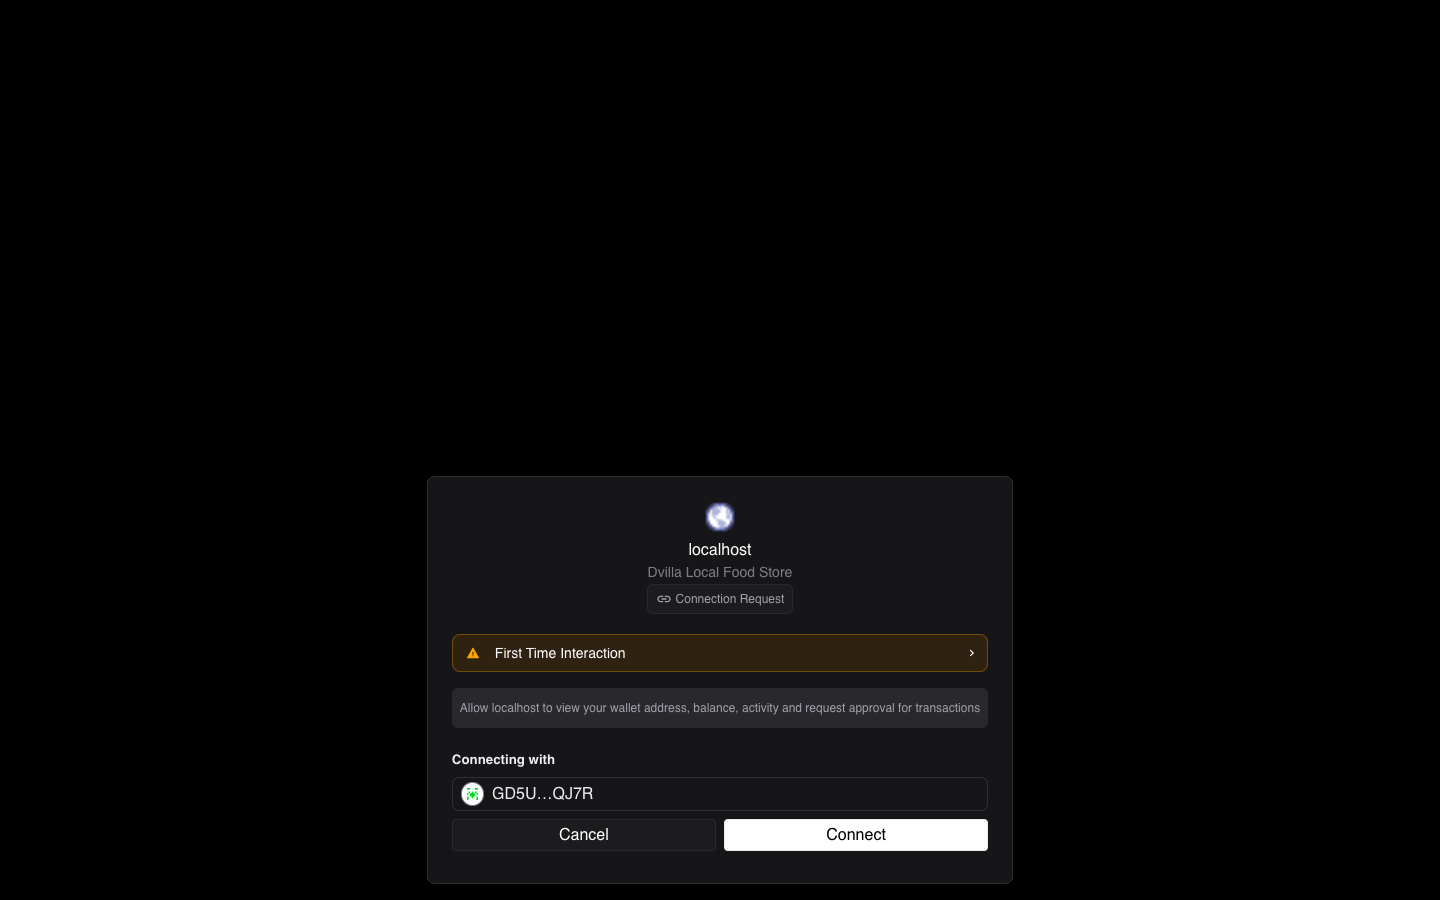 localhost
Dvilla Local Food Store
Connection Request
First Time Interaction
Allow localhost to view your wallet address, balance, activity and request approval for transactions
Connecting with
GD5U…QJ7R
Cancel
Connect